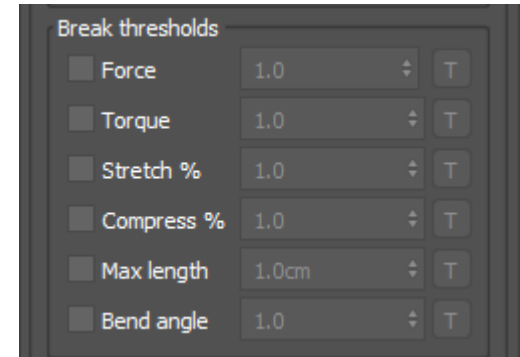 Break thresholds
Force 1.0 T
Torque 1.0 T
Stretch % 1.0 T
Compress % 1.0 T
Max length 1.0cm T
Bend angle 1.0 T